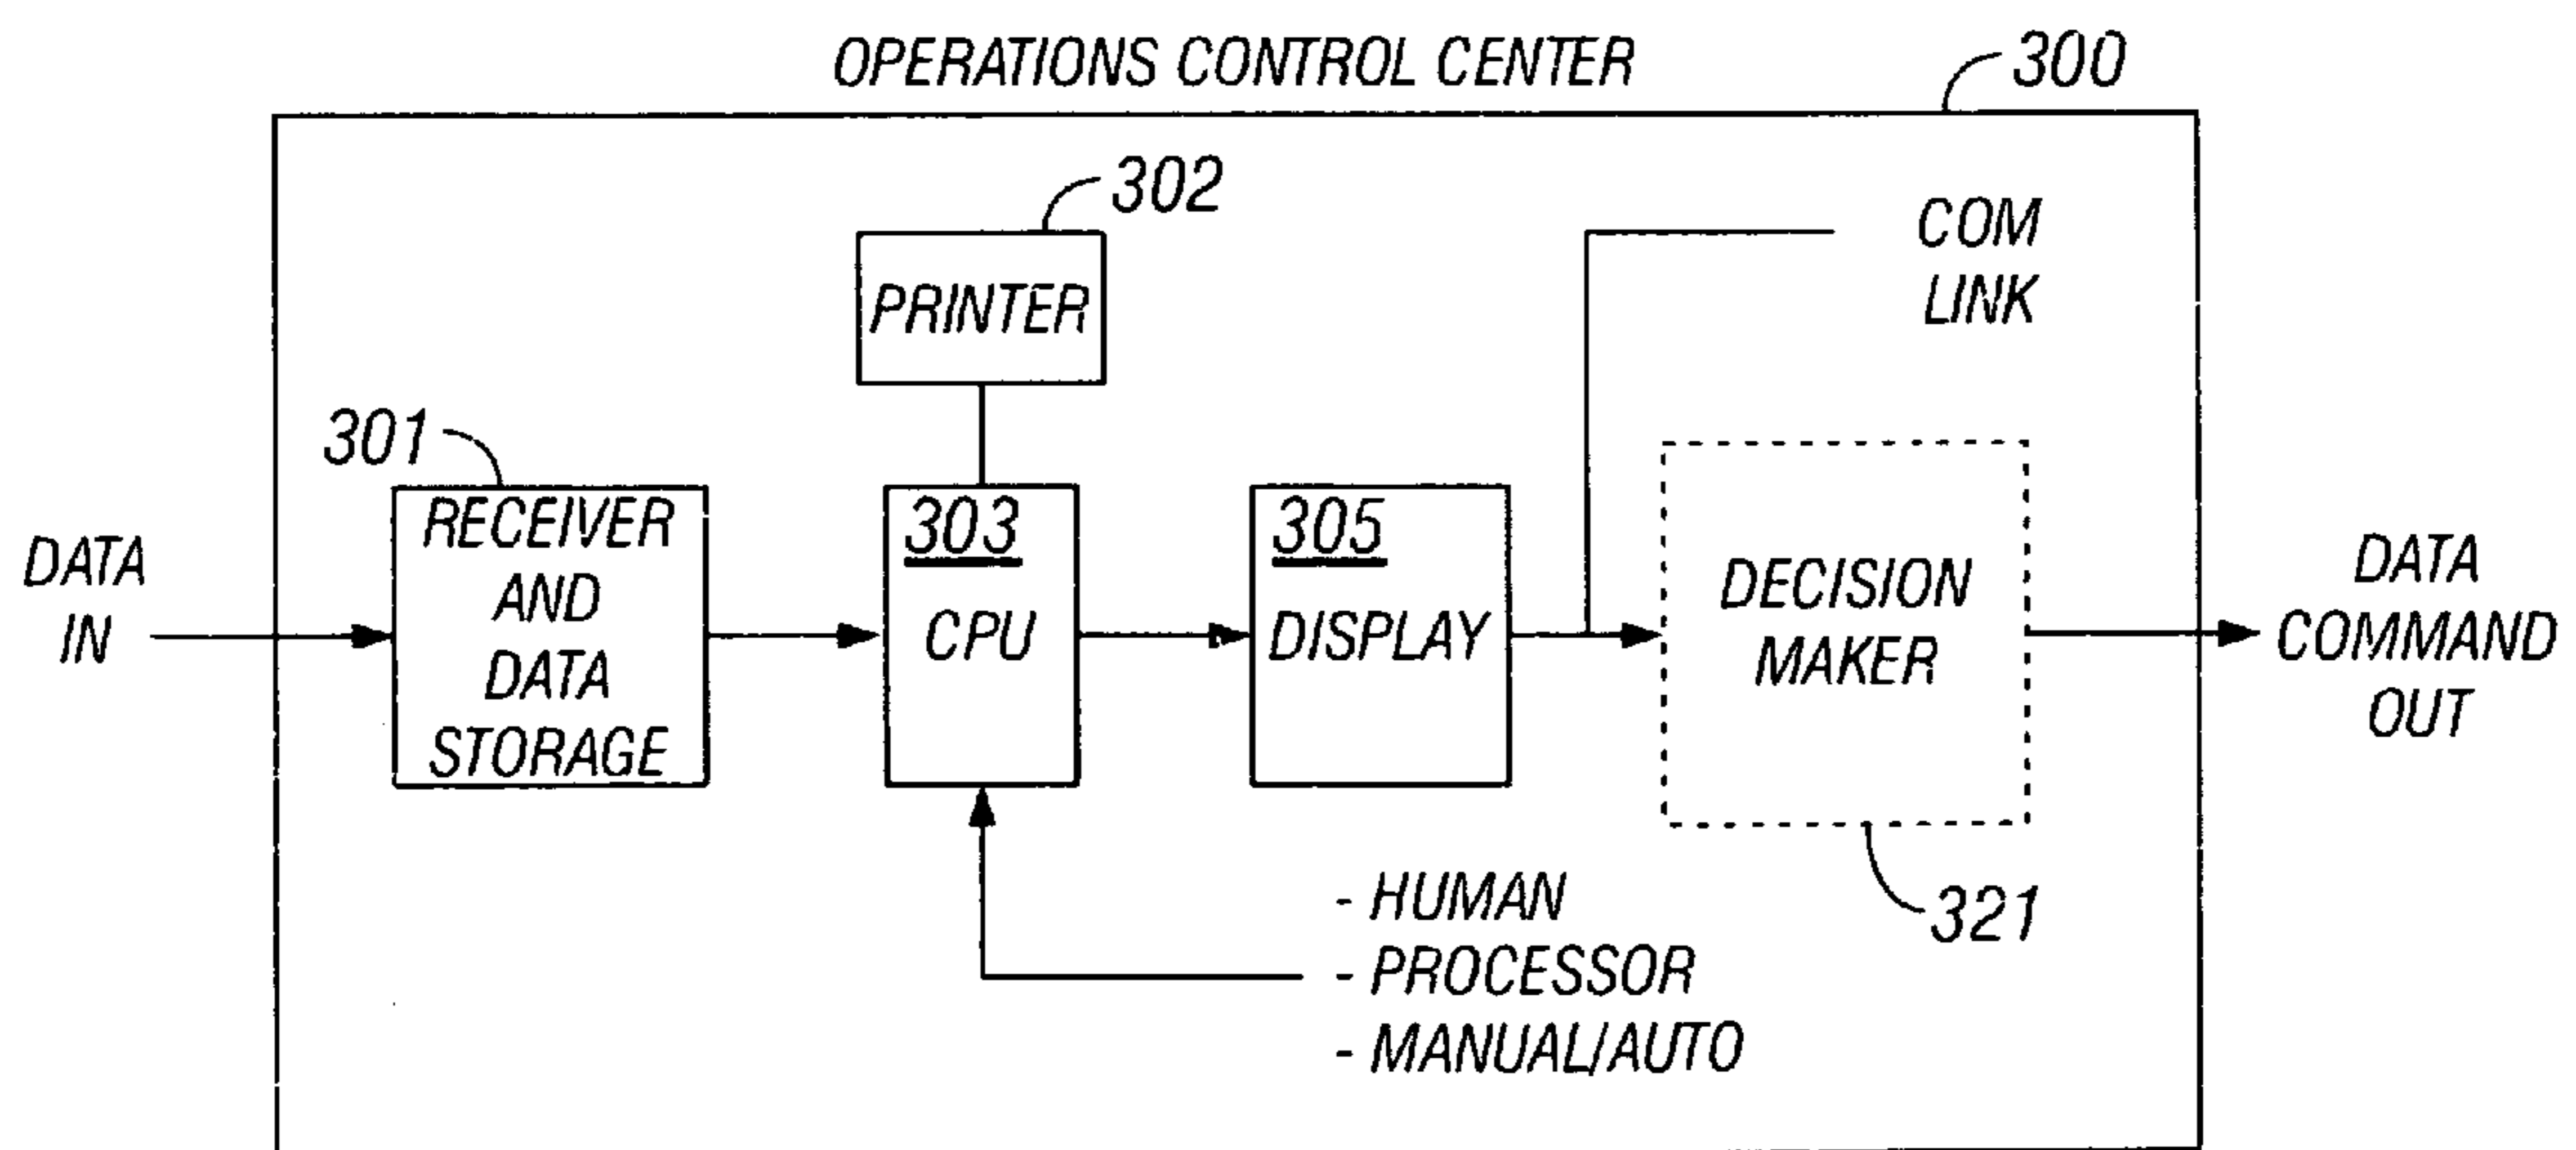 OPERATIONS CONTROL CENTER
300
302
PRINTER
COM
LINK
301
RECEIVER
AND
DATA
STORAGE
303
CPU
305
DISPLAY
DECISION
MAKER
DATA
IN
DATA
COMMAND
OUT
321
- HUMAN
- PROCESSOR
- MANUAL/AUTO